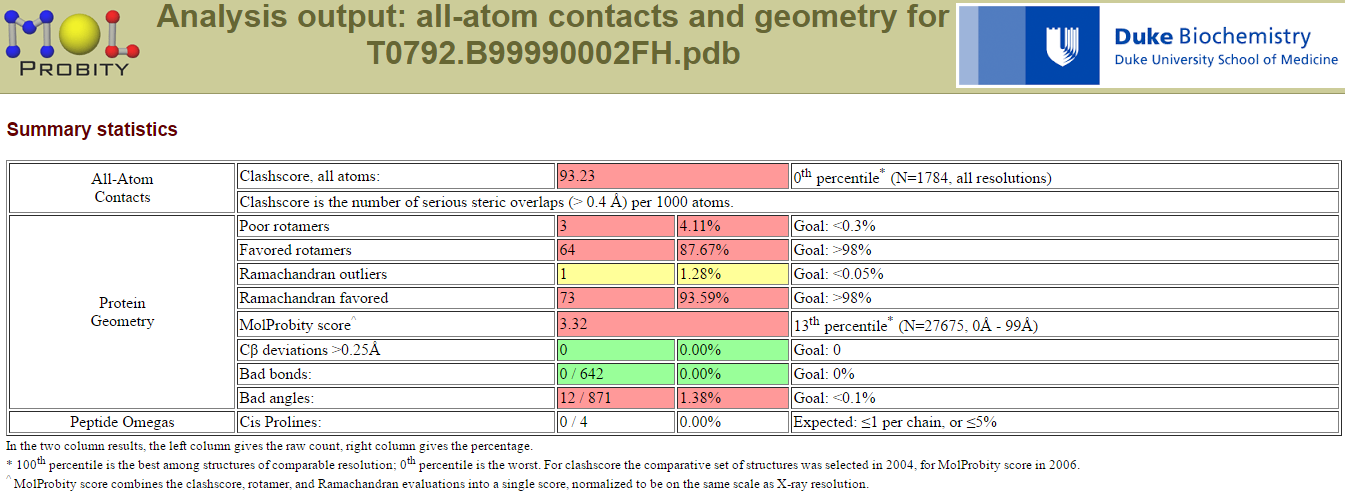 MOL
PROBITY
Analysis output: all-atom contacts and geometry for
T0792.B99990002FH.pdb
Duke Biochemistry
Duke University School of Medicine
Summary statistics
All-Atom
Contacts
Clashscore, all atoms: 93.23 0th percentile* (N=1784, all resolutions)
Clashscore is the number of serious steric overlaps (> 0.4 Å) per 1000 atoms.
Protein
Geometry
Poor rotamers 3 4.11% Goal: <0.3%
Favored rotamers 64 87.67% Goal: >98%
Ramachandran outliers 1 1.28% Goal: <0.05%
Ramachandran favored 73 93.59% Goal: >98%
MolProbity score^ 3.32 13th percentile* (N=27675, 0Å - 99Å)
Cβ deviations >0.25Å 0 0.00% Goal: 0
Bad bonds: 0 / 642 0.00% Goal: 0%
Bad angles: 12 / 871 1.38% Goal: <0.1%
Peptide Omegas Cis Prolines: 0 / 4 0.00% Expected: ≤1 per chain, or ≤5%
In the two column results, the left column gives the raw count, right column gives the percentage.
* 100th percentile is the best among structures of comparable resolution; 0th percentile is the worst. For clashscore the comparative set of structures was selected in 2004, for MolProbity score in 2006.
^ MolProbity score combines the clashscore, rotamer, and Ramachandran evaluations into a single score, normalized to be on the same scale as X-ray resolution.